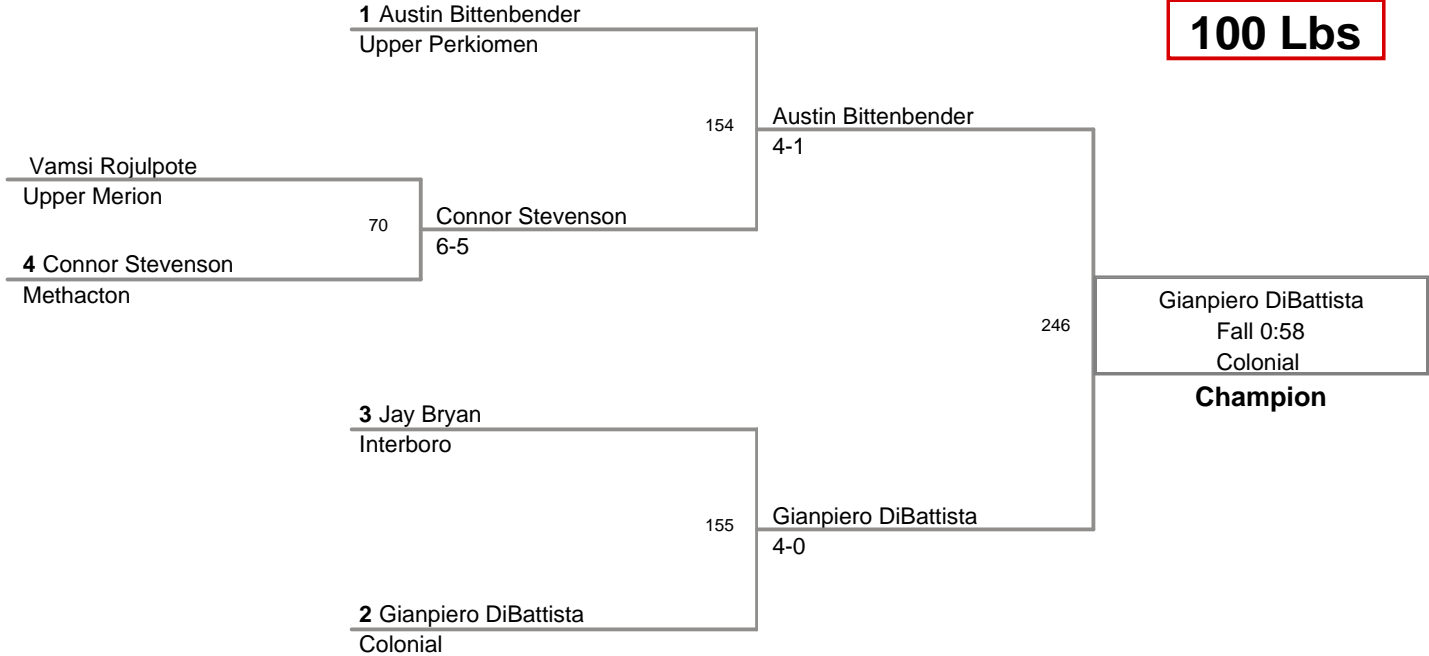 1 Austin Bittenbender
Upper Perkiomen
100 Lbs
154
Austin Bittenbender
4-1
Vamsi Rojulpote
Upper Merion
70
Connor Stevenson
6-5
4 Connor Stevenson
Methacton
246
Gianpiero DiBattista
Fall 0:58
Colonial
Champion
3 Jay Bryan
Interboro
155
Gianpiero DiBattista
4-0
2 Gianpiero DiBattista
Colonial